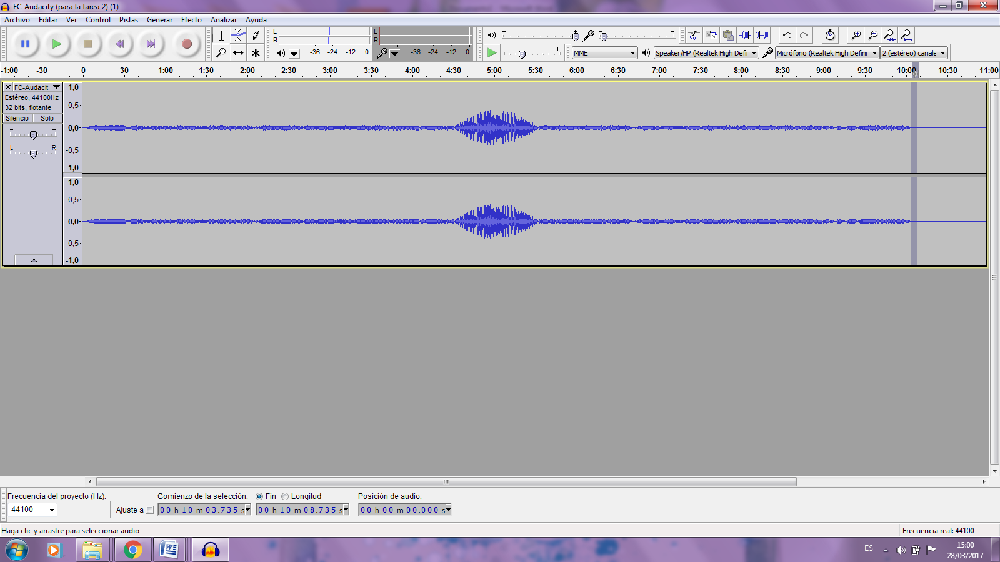 FC-Audacity (para la tarea 2) (1)
Archivo Editar Ver Control Pistas Generar Efecto Analizar Ayuda
L
R
-36 -24 -12 0
L
R
-36 -24 -12 0
- +
- +
- +
MME
Speaker/HP (Realtek High Defi
Micrófono (Realtek High Defini
2 (estéreo) canale
-1:00 -30 0 30 1:00 1:30 2:00 2:30 3:00 3:30 4:00 4:30 5:00 5:30 6:00 6:30 7:00 7:30 8:00 8:30 9:00 9:30 10:00 10:30 11:00
FC-Audacit
Estéreo, 44100Hz
32 bits, flotante
Silencio Solo
- +
L R
1,0
0,5
0,0
-0,5
-1,0
1,0
0,5
0,0
-0,5
-1,0
Frecuencia del proyecto (Hz):
44100
Ajuste a
Comienzo de la selección:
00 h 10 m 03.735 s
Fin Longitud
00 h 10 m 08.735 s
Posición de audio:
00 h 00 m 00.000 s
Haga clic y arrastre para seleccionar audio
Frecuencia real: 44100
ES
15:00
28/03/2017